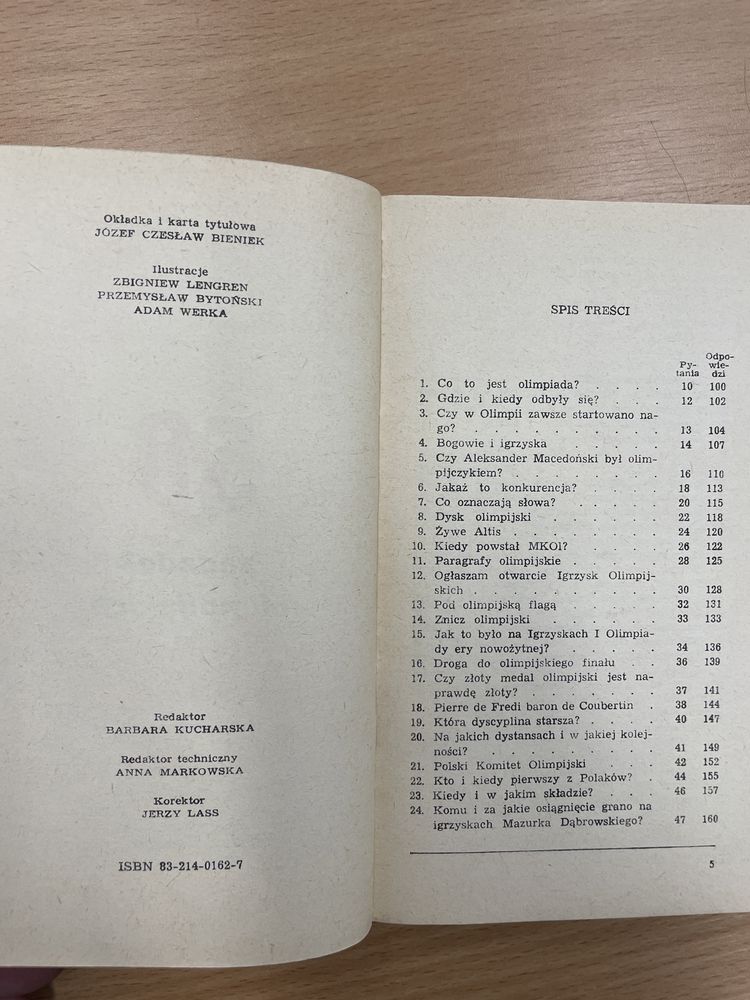 Okładka i karta tytułowa
JÓZEF CZESŁAW BIENIEK
Ilustracje
ZBIGNIEW LENGREN
PRZEMYSŁAW BYTOŃSKI
ADAM WERKA
Redaktor
BARBARA KUCHARSKA
Redaktor techniczny
ANNA MARKOWSKA
Korektor
JERZY LASS
ISBN 83-214-0162-7
SPIS TREŚCI
Py- Odpo-
tania wie-
dzi
1. Co to jest olimpiada? . . . . 10 100
2. Gdzie i kiedy odbyły się? . . . 12 102
3. Czy w Olimpii zawsze startowano na-
go? . . . . . . . . . . 13 104
4. Bogowie i igrzyska . . . . . 14 107
5. Czy Aleksander Macedoński był olim-
pijczykiem? . . . . . . . 16 110
6. Jakaż to konkurencja? . . . . 18 113
7. Co oznaczają słowa? . . . . . 20 115
8. Dysk olimpijski . . . . . . 22 118
9. Żywe Altis . . . . . . . 24 120
10. Kiedy powstał MKOl? . . . . 26 122
11. Paragrafy olimpijskie . . . . . 28 125
12. Ogłaszam otwarcie Igrzysk Olimpij-
skich . . . . . . . . . . 30 128
13. Pod olimpijską flagą . . . . . 32 131
14. Znicz olimpijski . . . . . . 33 133
15. Jak to było na Igrzyskach I Olimpia-
dy ery nowożytnej? . . . . . 34 136
16. Droga do olimpijskiego finału . . 36 139
17. Czy złoty medal olimpijski jest na-
prawdę złoty? . . . . . . . 37 141
18. Pierre de Fredi baron de Coubertin . 38 144
19. Która dyscyplina starsza? . . . . 40 147
20. Na jakich dystansach i w jakiej kolej-
ności? . . . . . . . . . 41 149
21. Polski Komitet Olimpijski . . . 42 152
22. Kto i kiedy pierwszy z Polaków? . 44 155
23. Kiedy i w jakim składzie? . . . 46 157
24. Komu i za jakie osiągnięcie grano na
igrzyskach Mazurka Dąbrowskiego? 47 160
5